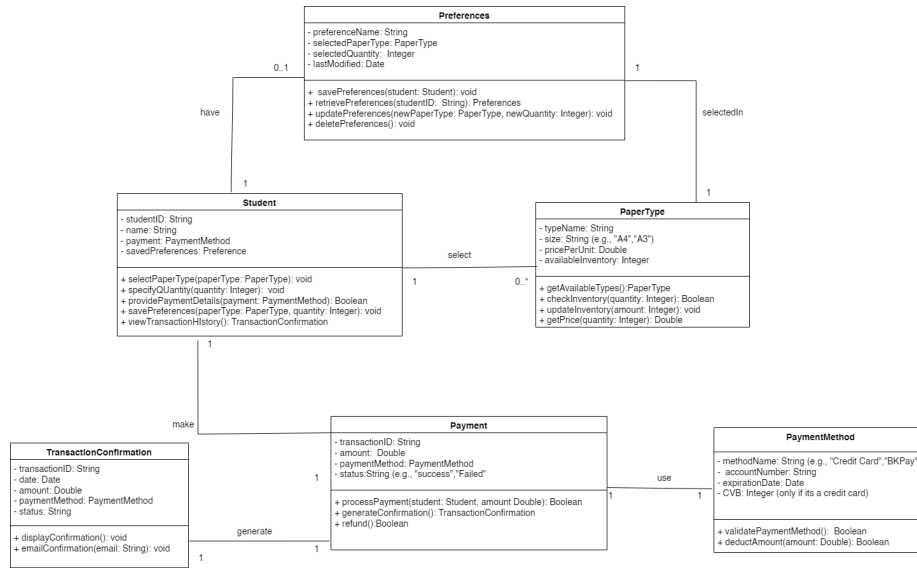 Preferences
- preferenceName: String
- selectedPaperType: PaperType
- selectedQuantity:  Integer
- lastModified: Date
+  savePreferences(student: Student): void
+ retrievePreferences(studentID:  String): Preferences
+ updatePreferences(newPaperType: PaperType, newQuantity: Integer): void
+ deletePreferences(): void
0..1
1
have
selectedIn
1
1
Student
- studentID: String
- name: String
- payment: PaymentMethod
- savedPreferences: Preference
+ selectPaperType(paperType: PaperType): void
+ specifyQUantity(quantity: Integer):  void
+ providePaymentDetails(payment: PaymentMethod): Boolean
+ savePreferences(paperType: PaperType, quantity: Integer): void
+ viewTransactionHIstory(): TransactionConfirmation
select
1
0..*
PaperType
- typeName: String
- size: String (e.g., "A4","A3")
- pricePerUnit: Double
- availableInventory: Integer
+ getAvailableTypes():PaperType
+ checkInventory(quantity: Integer): Boolean
+ updateInventory(amount: Integer): void
+ getPrice(quantity: Integer): Double
1
make
1
Payment
- transactionID: String
- amount:  Double
- paymentMethod: PaymentMethod
- status:String (e.g., "success","Failed"
+ processPayment(student: Student, amount Double): Boolean
+ generateConfirmation(): TransactionConfirmation
+ refund():Boolean
use
1
1
PaymentMethod
- methodName: String (e.g., "Credit Card","BKPay"
-  accountNumber: String
- expirationDate: Date
- CVB: Integer (only if its a credit card)
+ validatePaymentMethod():  Boolean
+ deductAmount(amount: Double): Boolean
TransactionConfirmation
- transactionID: String
- date: Date
- amount: Double
- paymentMethod: PaymentMethod
- status: String
+ displayConfirmation(): void
+ emailConfirmation(email: String): void
generate
1
1